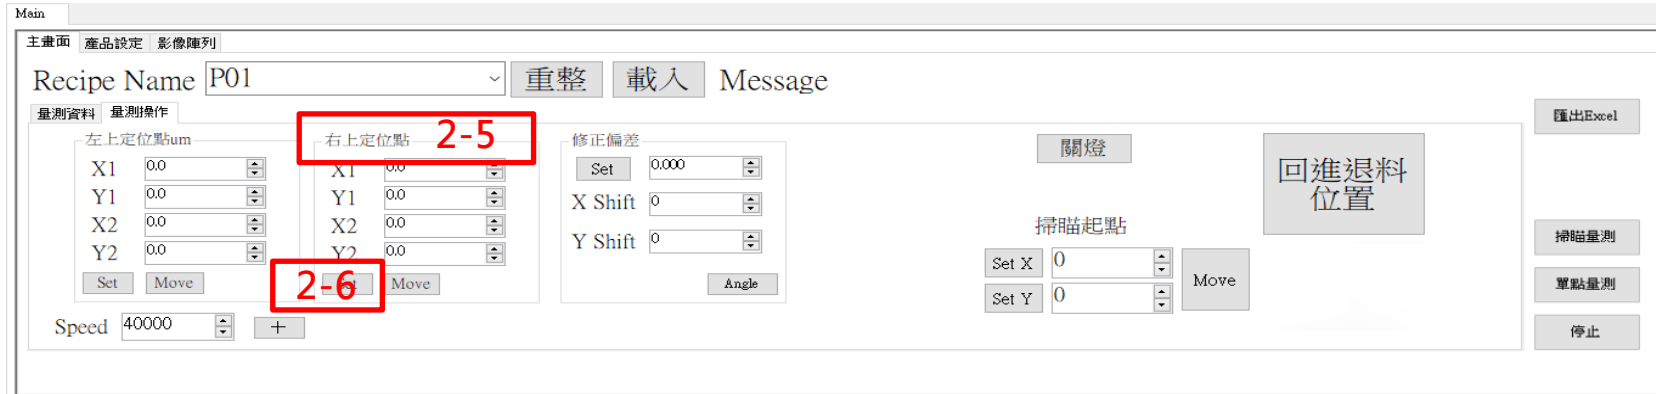 Main
主畫面 產品設定 影像陣列
Recipe Name P01 重整 載入 Message
量測資料 量測操作
匯出Excel
左上定位點um
X1 0.0
Y1 0.0
X2 0.0
Y2 0.0
Set Move
右上定位點 2-5
X1 0.0
Y1 0.0
X2 0.0
Y2 0.0
2-6 Set Move
修正偏差
Set 0.000
X Shift 0
Y Shift 0
Angle
關燈
掃瞄起點
Set X 0
Set Y 0
Move
回進退料
位置
掃瞄量測
單點量測
停止
Speed 40000 +